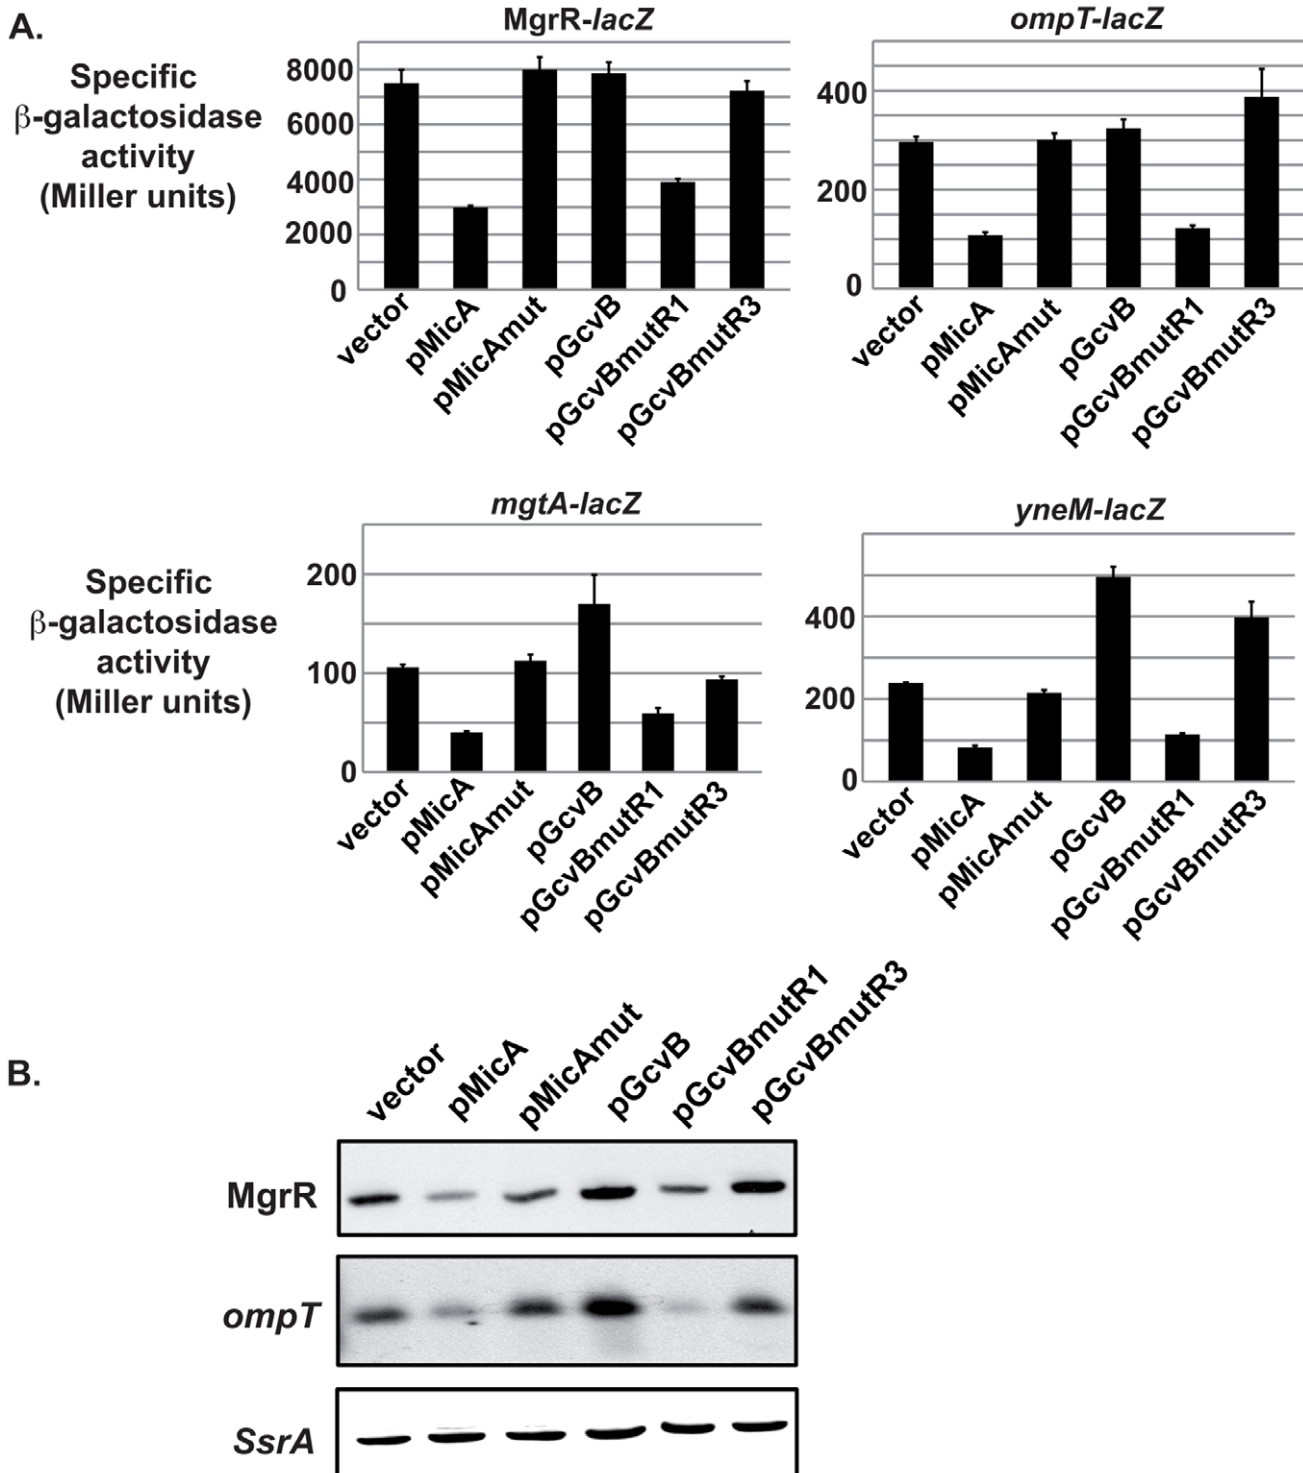 A.
MgrR-lacZ
ompT-lacZ
Specific
β-galactosidase
activity
(Miller units)
8000
6000
4000
2000
0
400
200
0
vector
pMicA
pMicAmut
pGcvB
pGcvBmutR1
pGcvBmutR3
vector
pMicA
pMicAmut
pGcvB
pGcvBmutR1
pGcvBmutR3
mgtA-lacZ
yneM-lacZ
Specific
β-galactosidase
activity
(Miller units)
200
100
0
400
200
0
vector
pMicA
pMicAmut
pGcvB
pGcvBmutR1
pGcvBmutR3
vector
pMicA
pMicAmut
pGcvB
pGcvBmutR1
pGcvBmutR3
B.
vector
pMicA
pMicAmut
pGcvB
pGcvBmutR1
pGcvBmutR3
MgrR
ompT
SsrA